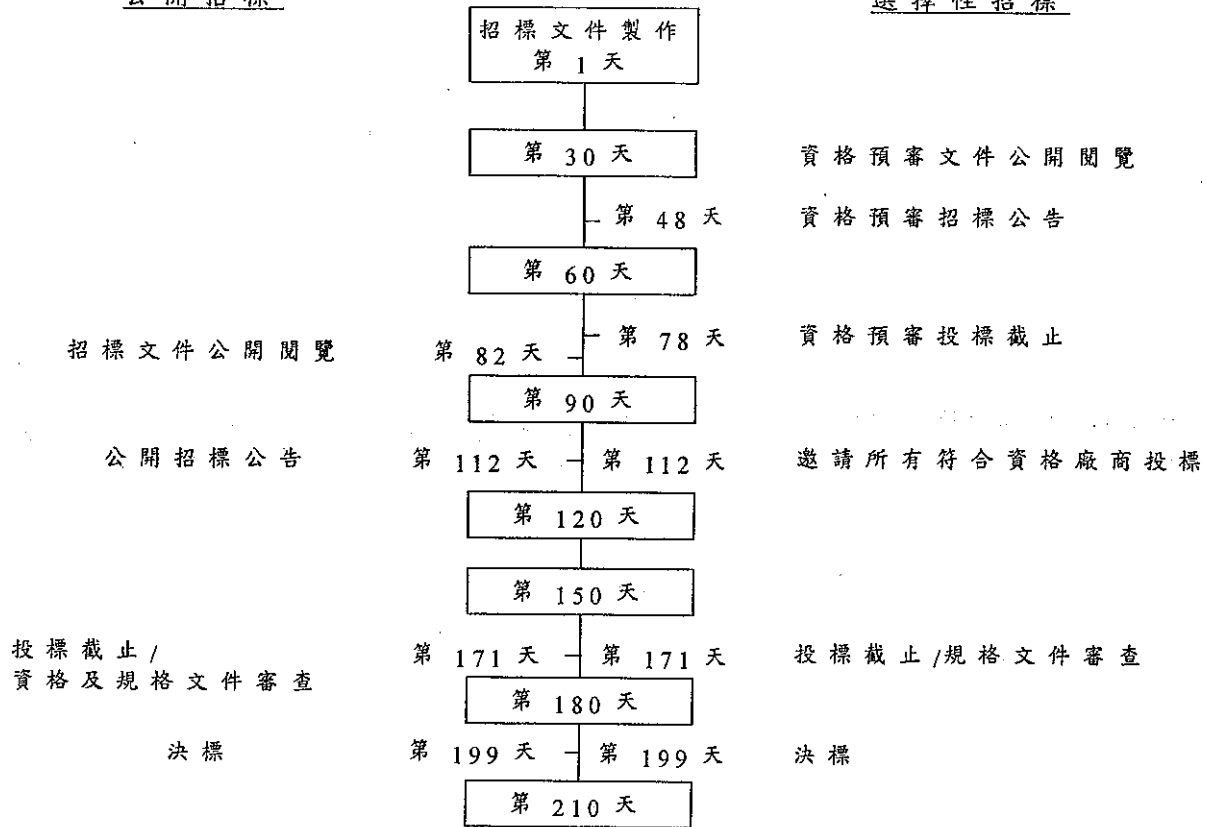 公開招標
選擇性招標
招標文件製作
第 1 天
第 30 天
資格預審文件公開閱覽
第 48 天
資格預審招標公告
第 60 天
第 78 天
資格預審投標截止
招標文件公開閱覽
第 82 天
第 90 天
公開招標公告
第 112 天
第 112 天
邀請所有符合資格廠商投標
第 120 天
第 150 天
投標截止/
資格及規格文件審查
第 171 天
第 171 天
投標截止/規格文件審查
第 180 天
決標
第 199 天
第 199 天
決標
第 210 天